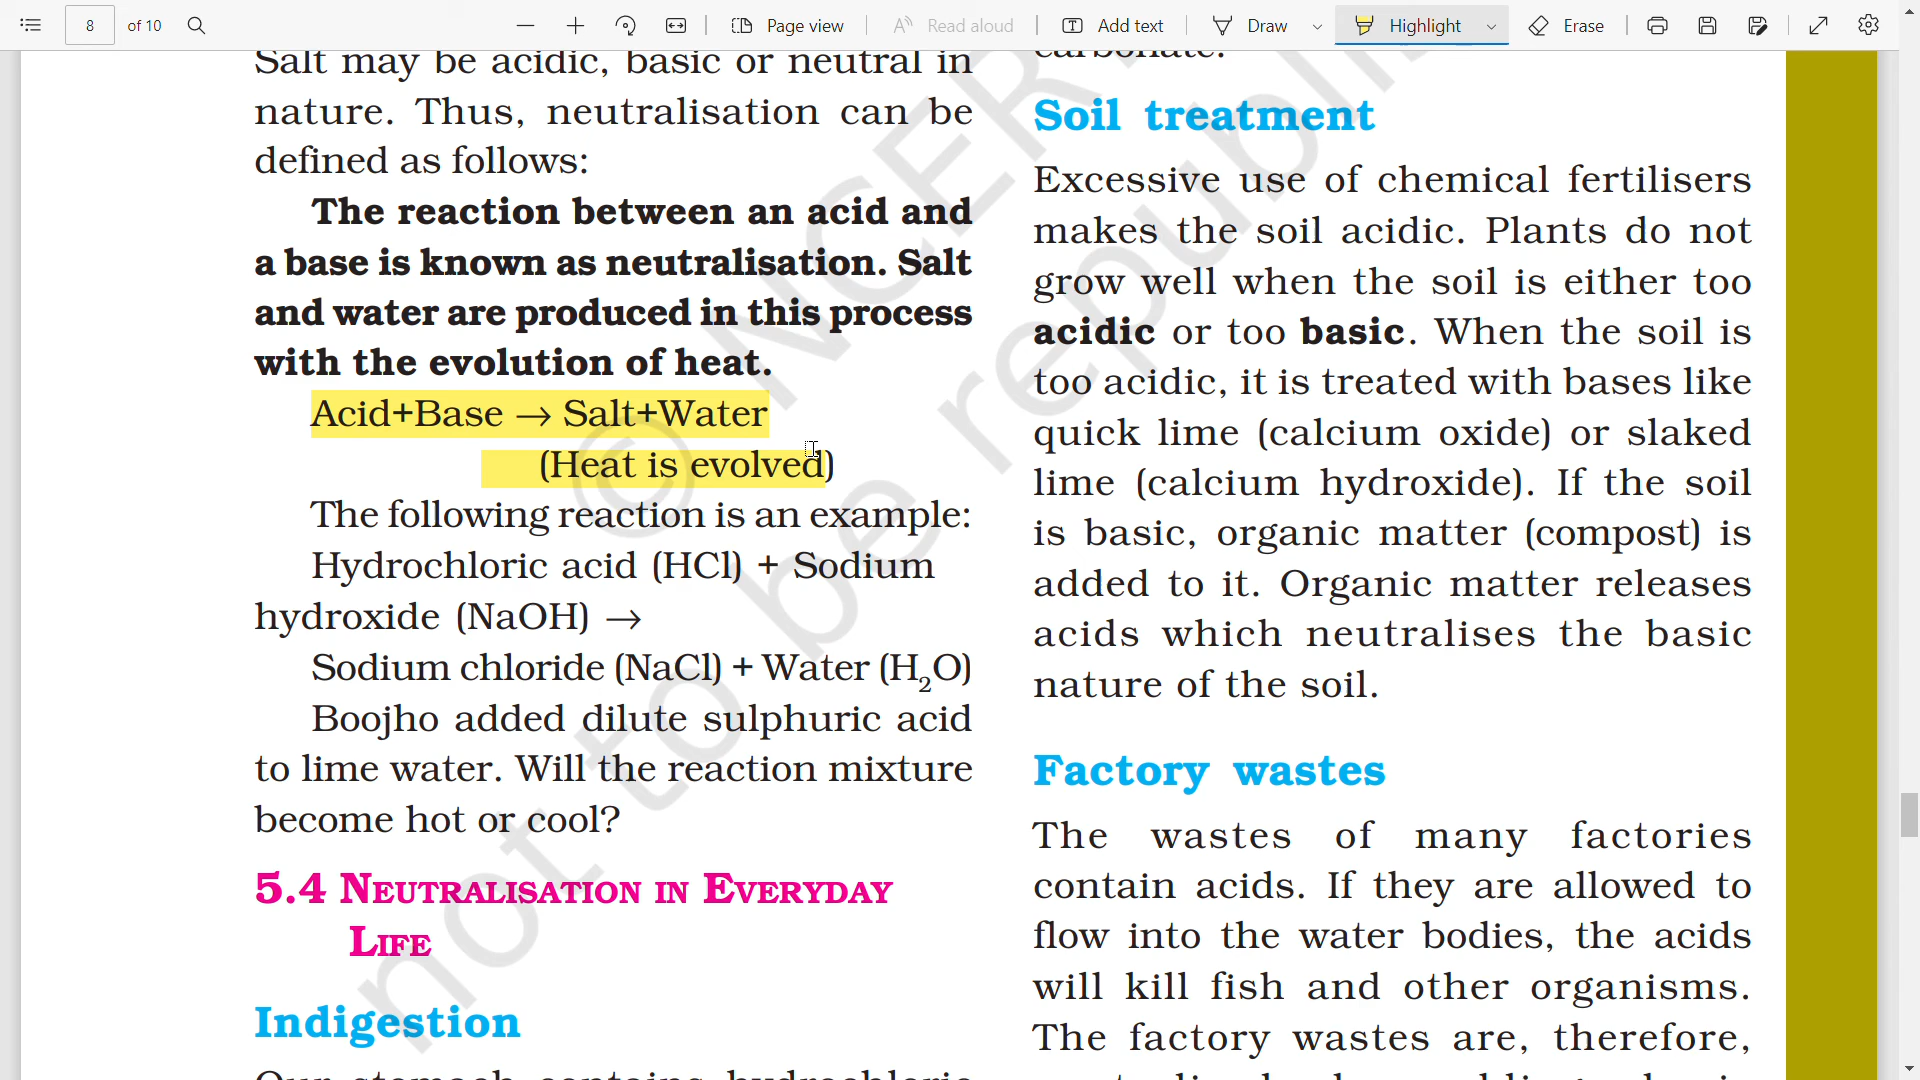 8 of 10 Page view Read aloud Add text Draw Highlight Erase
Salt may be acidic, basic or neutral in
nature. Thus, neutralisation can be
defined as follows:
The reaction between an acid and
a base is known as neutralisation. Salt
and water are produced in this process
with the evolution of heat.
Acid+Base → Salt+Water
(Heat is evolved)
The following reaction is an example:
Hydrochloric acid (HCl) + Sodium
hydroxide (NaOH) →
Sodium chloride (NaCl) + Water (H₂O)
Boojho added dilute sulphuric acid
to lime water. Will the reaction mixture
become hot or cool?
5.4 NEUTRALISATION IN EVERYDAY
LIFE
Indigestion
Our stomach contains hydrochloric
carbonate.
Soil treatment
Excessive use of chemical fertilisers
makes the soil acidic. Plants do not
grow well when the soil is either too
acidic or too basic. When the soil is
too acidic, it is treated with bases like
quick lime (calcium oxide) or slaked
lime (calcium hydroxide). If the soil
is basic, organic matter (compost) is
added to it. Organic matter releases
acids which neutralises the basic
nature of the soil.
Factory wastes
The wastes of many factories
contain acids. If they are allowed to
flow into the water bodies, the acids
will kill fish and other organisms.
The factory wastes are, therefore,
© NCER
not to be republi